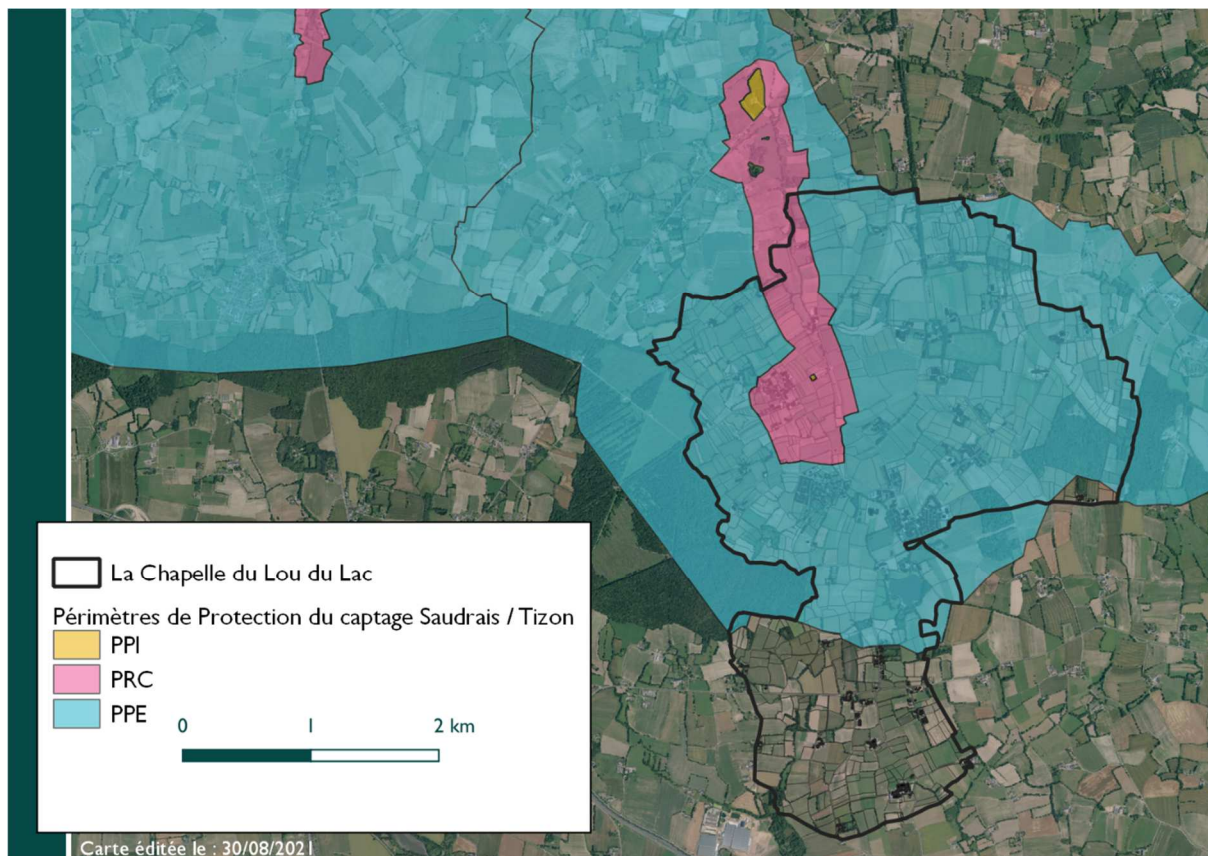 La Chapelle du Lou du Lac
Périmètres de Protection du captage Saudrais / Tizon
PPI
PRC
PPE
0 1 2 km
Carte éditée le : 30/08/2021